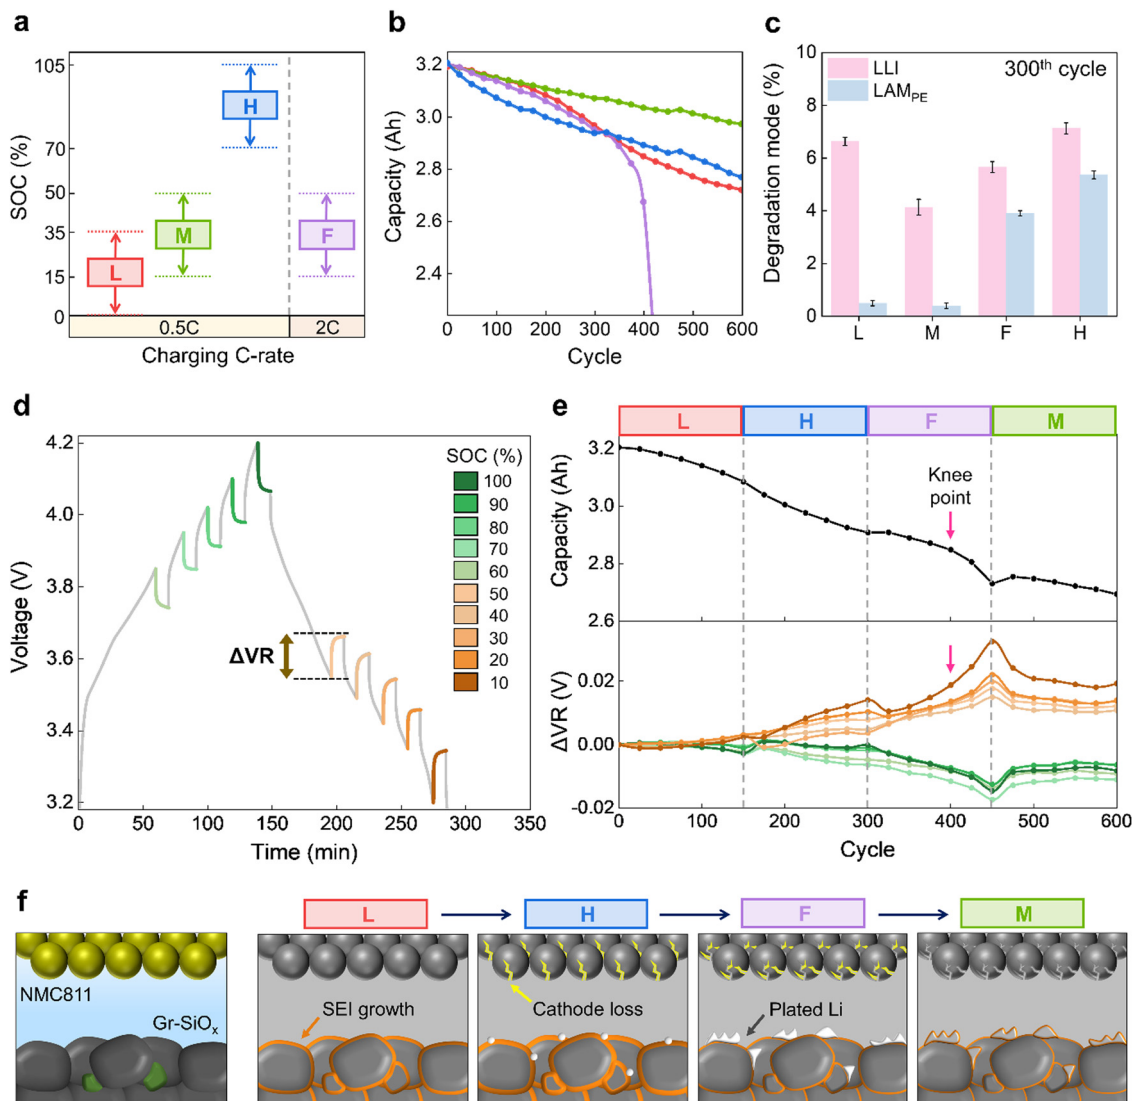 a
SOC (%)
105
70
50
35
15
0
H
M
L
F
0.5C
2C
Charging C-rate
b
Capacity (Ah)
3.2
3.0
2.8
2.6
2.4
0 100 200 300 400 500 600
Cycle
c
Degradation mode (%)
10
8
6
4
2
0
LLI
LAM_PE
300th cycle
L M F H
d
Voltage (V)
4.2
4.0
3.8
3.6
3.4
3.2
ΔVR
SOC (%)
100
90
80
70
60
50
40
30
20
10
0 50 100 150 200 250 300 350
Time (min)
e
L H F M
Capacity (Ah)
3.2
3.0
2.8
2.6
Knee
point
ΔVR (V)
0.02
0.00
-0.02
0 100 200 300 400 500 600
Cycle
f
L H F M
NMC811
Gr-SiOx
SEI growth
Cathode loss
Plated Li